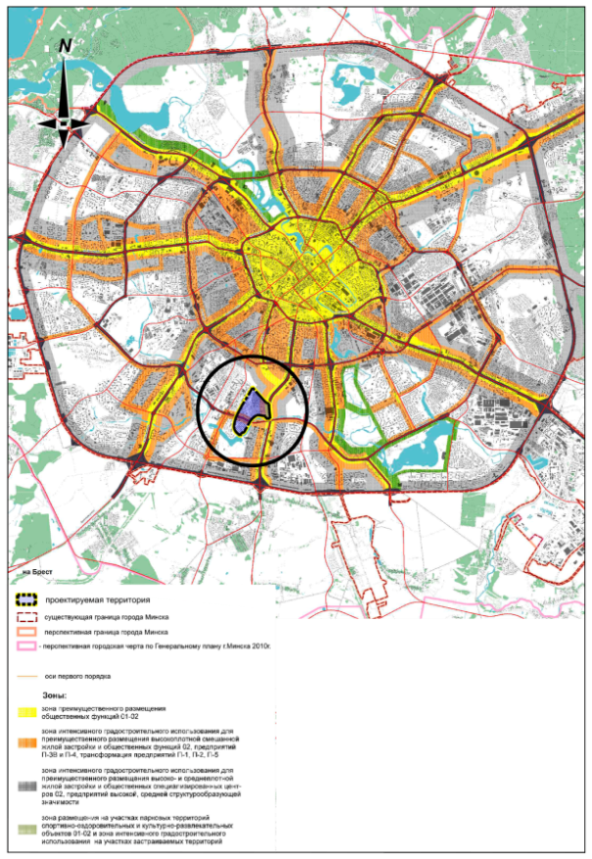 N
на Брест
проектируемая территория
существующая граница города Минска
перспективная граница города Минска
- перспективная городская черта по Генеральному плану г.Минска 2010г.
оси первого порядка
Зоны:
зона преимущественного размещения
общественных функций 01-02
зона интенсивного градостроительного использования для
преимущественного размещения высокоплотной смешанной
жилой застройки и общественных функций 02, предприятий
П-3В и П-4, трансформация предприятий П-1, П-2, П-5
зона интенсивного градостроительного использования для
преимущественного размещения высоко- и среднеплотной
жилой застройки и общественных специализированных цент-
ров 02, предприятий высокой, средней структурообразующей
значимости
зона размещения на участках парковых территорий
спортивно-оздоровительных и культурно-развлекательных
объектов 01-02 и зона интенсивного градостроительного
использования на участках застраиваемых территорий